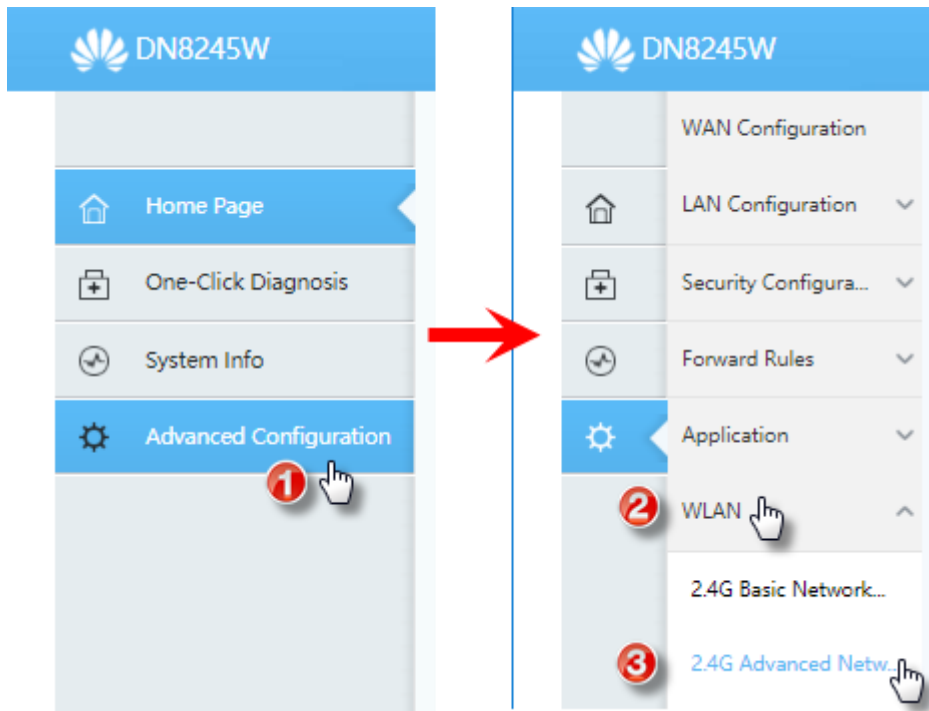 DN8245W
Home Page
One-Click Diagnosis
System Info
Advanced Configuration
1
DN8245W
WAN Configuration
LAN Configuration
Security Configura...
Forward Rules
Application
2
WLAN
2.4G Basic Network...
3
2.4G Advanced Netw...